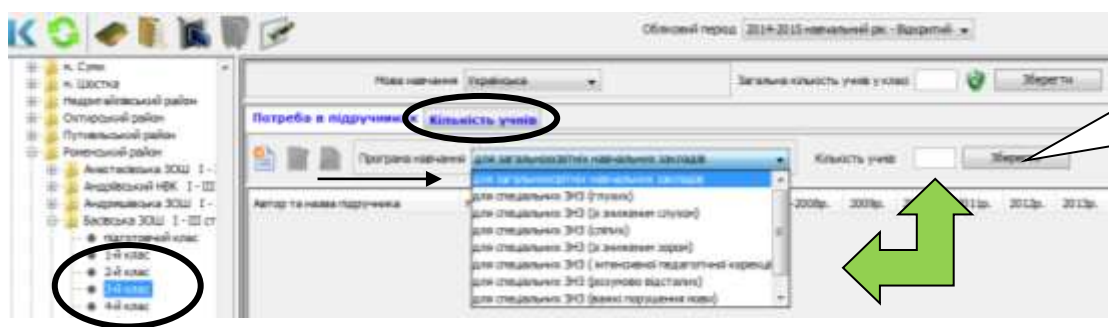 Обліковий період 2014-2015 навчальний рік - Відкритий
м. Суми
м. Шостка
Недригайлівський район
Охтирський район
Путивльський район
Роменський район
Анастасівська ЗОШ І-
Андріївський НВК І-ІІІ
Андріяшівська ЗОШ І-
Басівська ЗОШ І-ІІІ ст
підготовчий клас
1-й клас
2-й клас
3-й клас
4-й клас
Мова навчання Українська
Загальна кількість учнів у класі Зберегти
Потреба в підручниках Кількість учнів
Програма навчання для загальноосвітніх навчальних закладів
Кількість учнів
для загальноосвітніх навчальних закладів
для спеціальних ЗНЗ (глухих)
для спеціальних ЗНЗ (зі зниженим слухом)
для спеціальних ЗНЗ (сліпих)
для спеціальних ЗНЗ (зі зниженим зором)
для спеціальних ЗНЗ ( інтенсивної педагогічної корекції
для спеціальних ЗНЗ (розумово відсталих)
для спеціальних ЗНЗ (важкі порушення мови)
Автор та назва підручника
-2008р. 2009р. 2012р. 2013р.